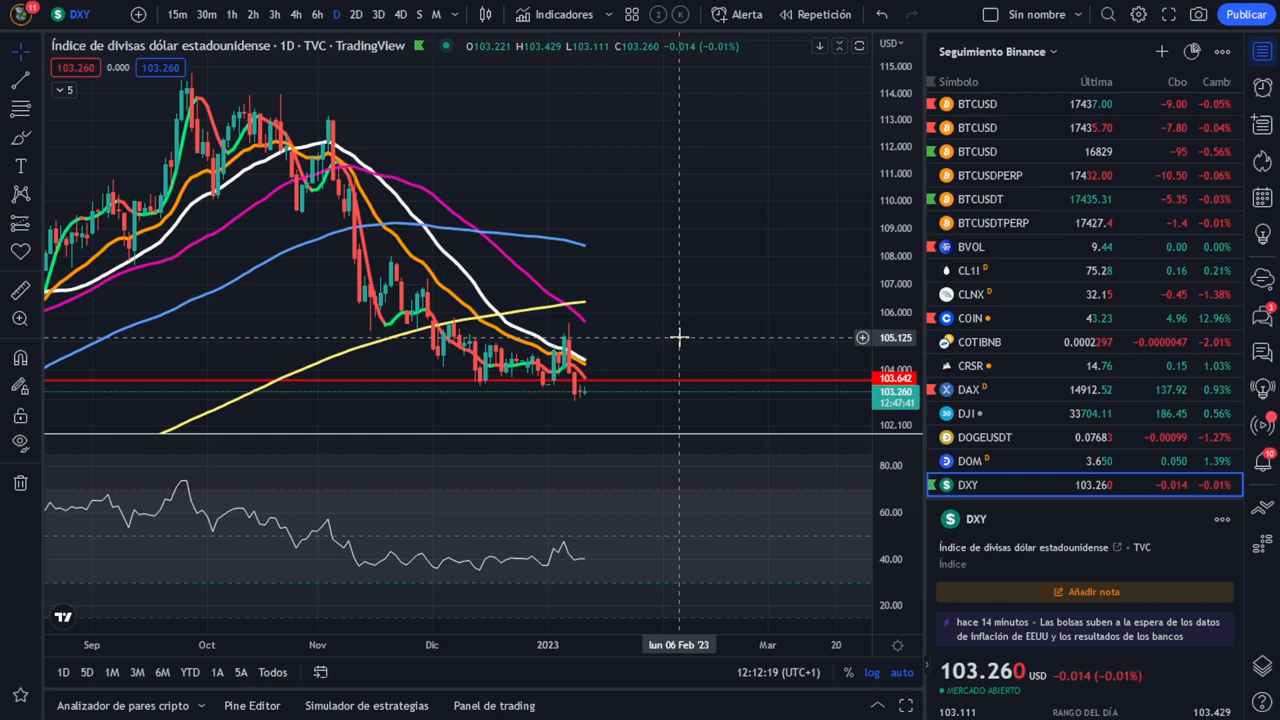 11
DXY
15m 30m 1h 2h 3h 4h 6h D 2D 3D 4D S M
Indicadores
2 K
Alerta
Repetición
Sin nombre
Publicar
Índice de divisas dólar estadounidense · 1D · TVC · TradingView
O103.221 H103.429 L103.111 C103.260 −0.014 (−0.01%)
USD
103.260 0.000 103.260
5
115.000
114.000
113.000
112.000
111.000
110.000
109.000
108.000
107.000
106.000
105.125
104.000
103.642
103.260
12:47:41
102.100
80.00
60.00
40.00
20.00
Sep Oct Nov Dic 2023 lun 06 Feb '23 Mar 20
1D 5D 1M 3M 6M YTD 1A 5A Todos
12:12:19 (UTC+1)
% log auto
Analizador de pares cripto
Pine Editor
Simulador de estrategias
Panel de trading
Seguimiento Binance
Símbolo Última Cbo Camb
BTCUSD 17437.00 −9.00 −0.05%
BTCUSD 17435.70 −7.80 −0.04%
BTCUSD 16829 −95 −0.56%
BTCUSDPERP 17432.00 −10.50 −0.06%
BTCUSDT 17435.31 −5.35 −0.03%
BTCUSDTPERP 17427.4 −1.4 −0.01%
BVOL 9.44 0.00 0.00%
CL1! D 75.28 0.16 0.21%
CLNX D 32.15 −0.45 −1.38%
COIN 43.23 4.96 12.96%
COTIBNB 0.0002297 −0.0000047 −2.01%
CRSR 14.76 0.15 1.03%
DAX D 14912.52 137.92 0.93%
30 DJI 33704.11 186.45 0.56%
DOGEUSDT 0.07683 −0.00099 −1.27%
DOM D 3.650 0.050 1.39%
DXY 103.260 −0.014 −0.01%
DXY
Índice de divisas dólar estadounidense · TVC
Índice
Añadir nota
hace 14 minutos · Las bolsas suben a la espera de los datos
de Inflación de EEUU y los resultados de los bancos
103.260 USD −0.014 (−0.01%)
MERCADO ABIERTO
103.111 RANGO DEL DÍA 103.429
3
10